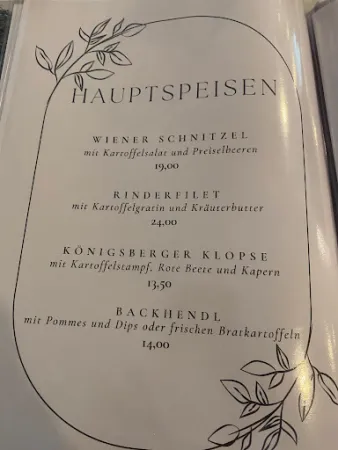 HAUPTSPEISEN
WIENER SCHNITZEL
mit Kartoffelsalat und Preiselbeeren
19,00
RINDERFILET
mit Kartoffelgratin und Kräuterbutter
24,00
KÖNIGSBERGER KLOPSE
mit Kartoffelstampf, Rote Beete und Kapern
13,50
BACKHENDL
mit Pommes und Dips oder frischen Bratkartoffeln
14,00